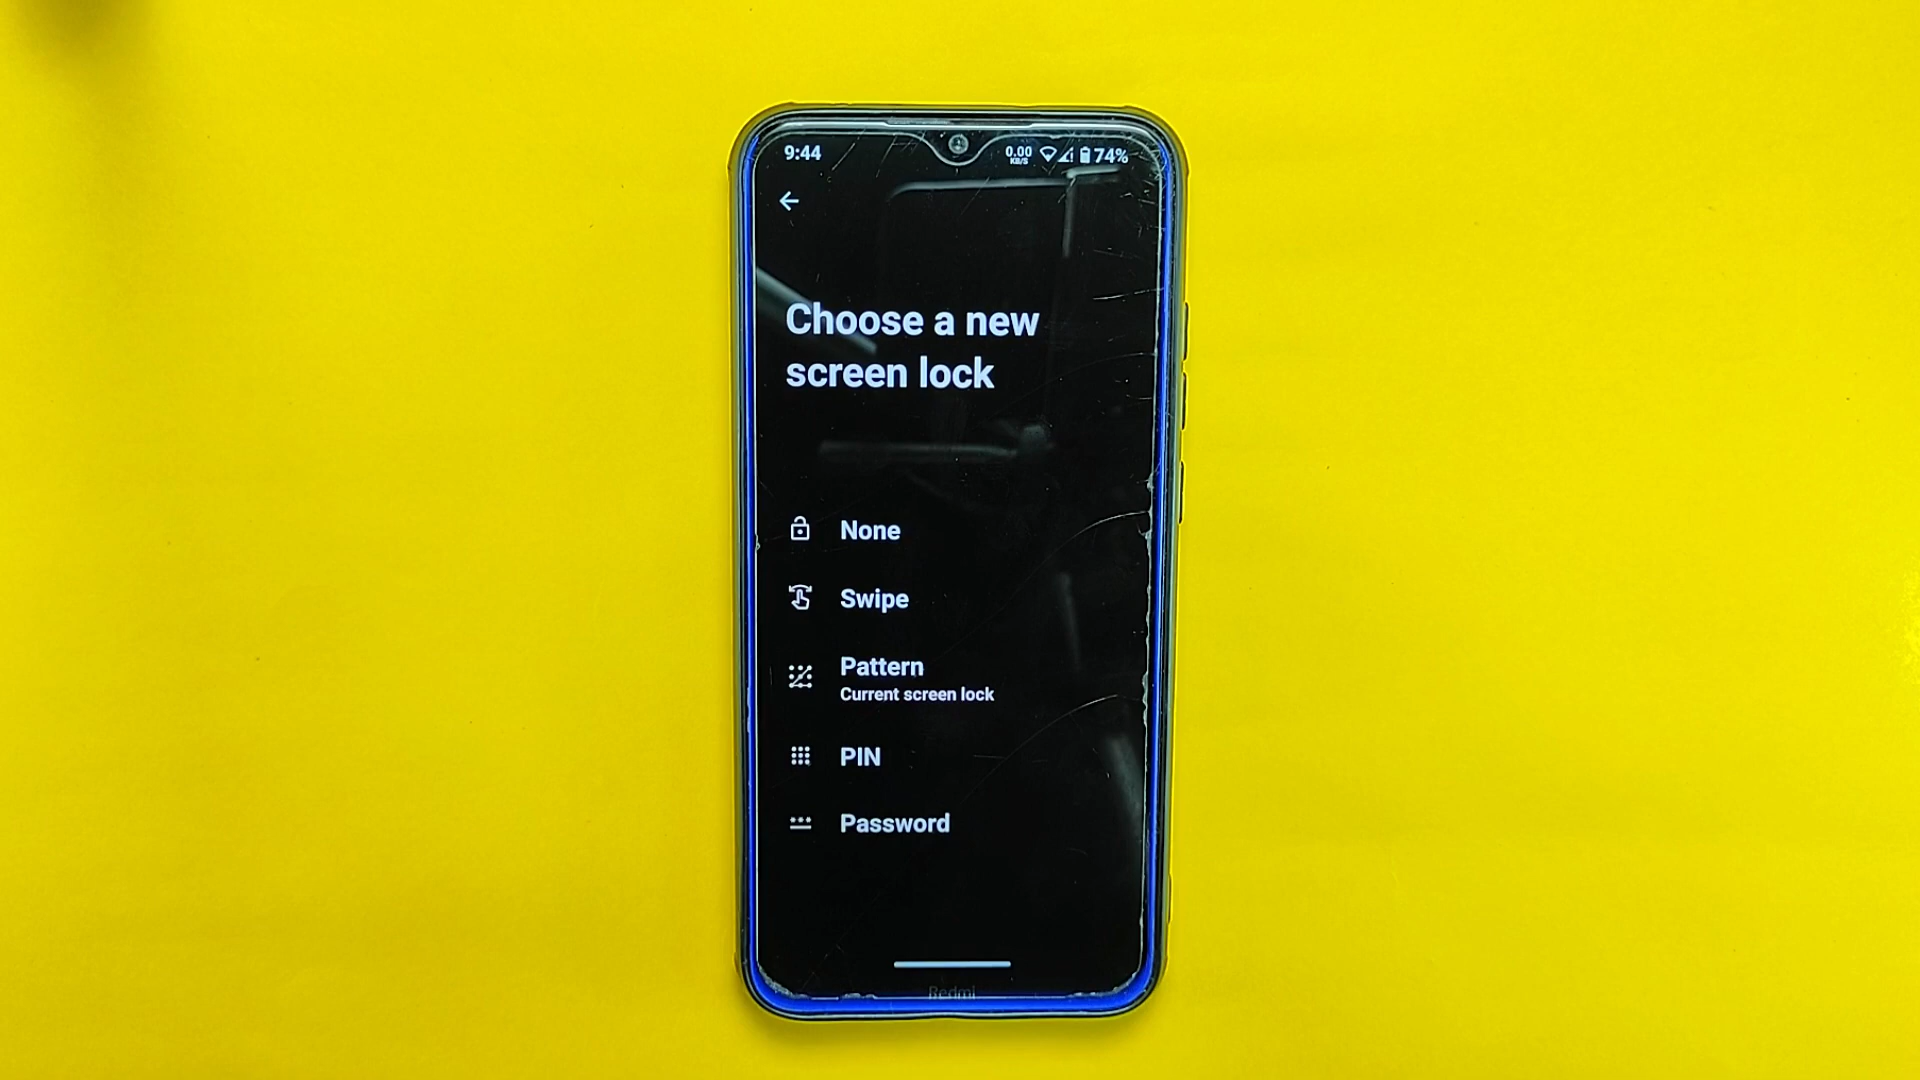 9:44 0.00 KB/S 74%
Choose a new
screen lock
None
Swipe
Pattern
Current screen lock
PIN
Password
Redmi